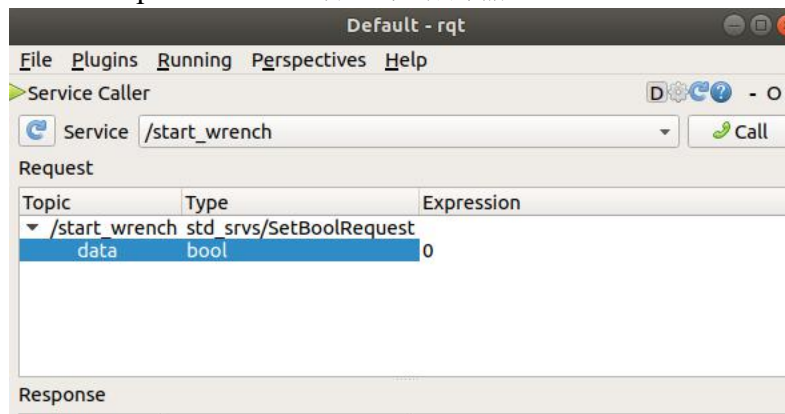 Default - rqt
File Plugins Running Perspectives Help
Service Caller D - O
Service /start_wrench Call
Request
Topic Type Expression
/start_wrench std_srvs/SetBoolRequest
data bool 0
Response